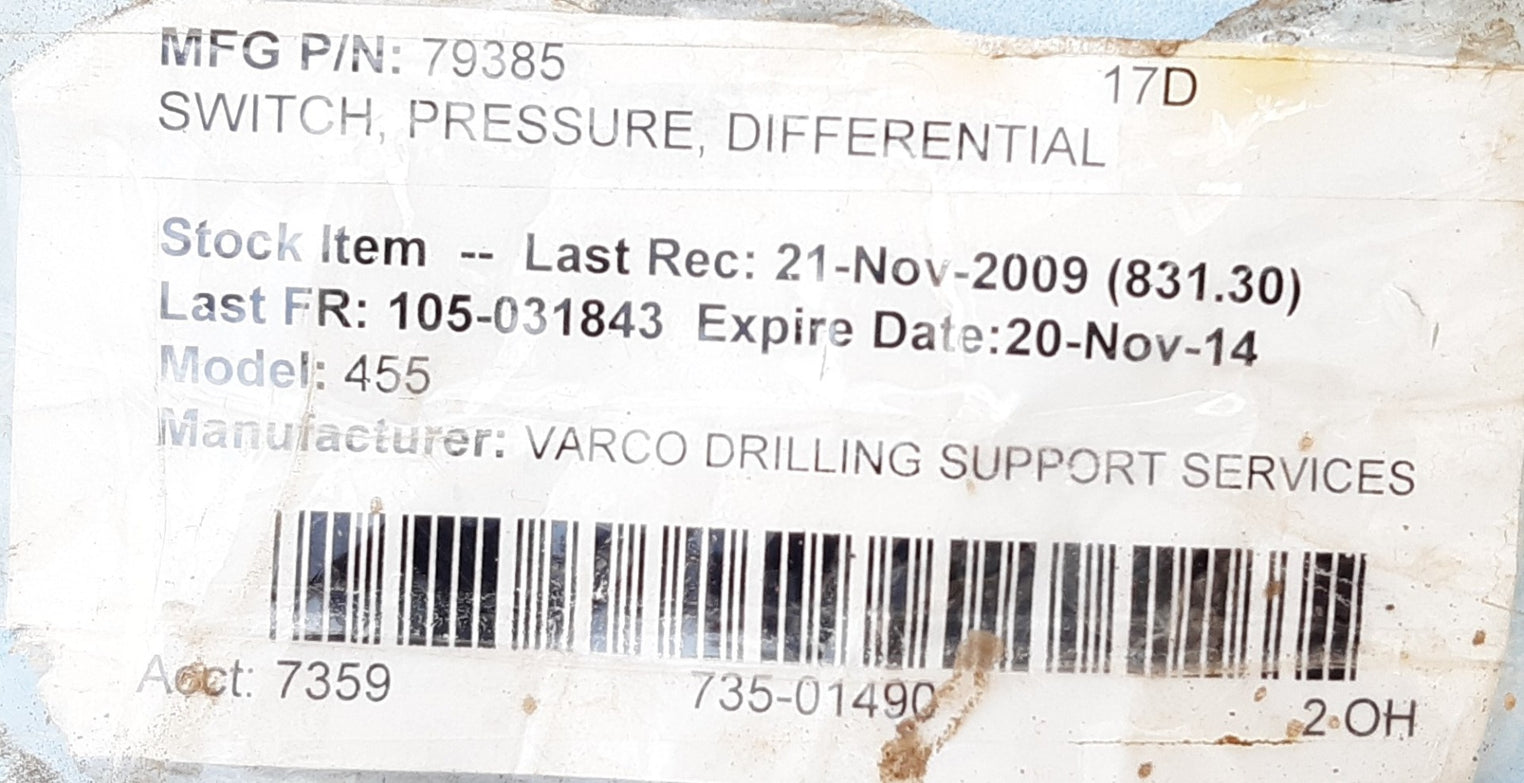 MFG P/N: 79385 17D
SWITCH, PRESSURE, DIFFERENTIAL
Stock Item -- Last Rec: 21-Nov-2009 (831.30)
Last FR: 105-031843 Expire Date:20-Nov-14
Model: 455
Manufacturer: VARCO DRILLING SUPPORT SERVICES
Acct: 7359 735-01490 2 OH